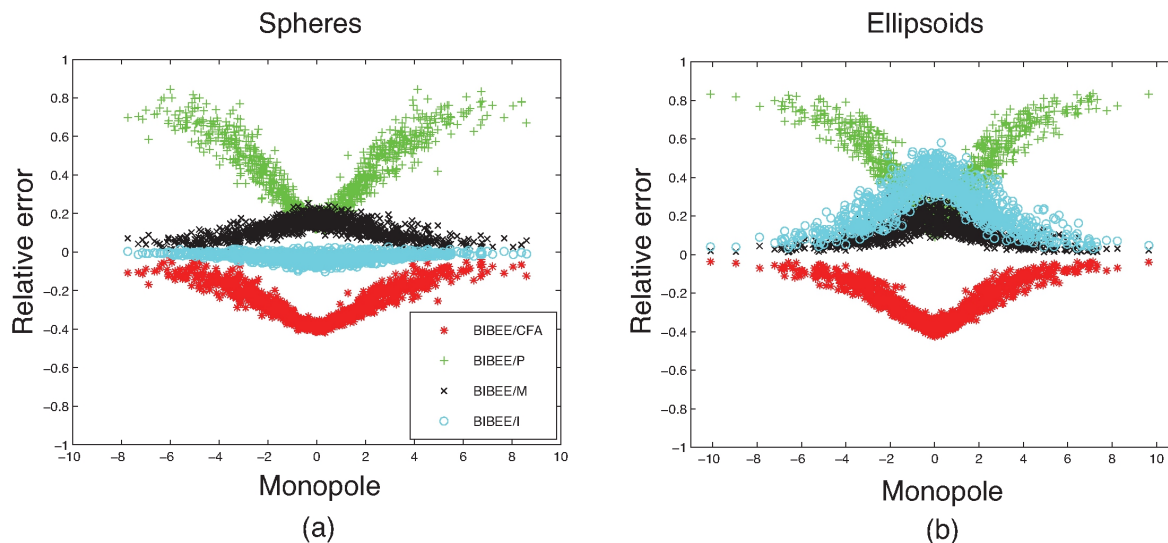 Spheres
Relative error
1
0.8
0.6
0.4
0.2
0
−0.2
−0.4
−0.6
−0.8
−1
−10 −8 −6 −4 −2 0 2 4 6 8 10
BIBEE/CFA
BIBEE/P
BIBEE/M
BIBEE/I
Monopole
(a)
Ellipsoids
Relative error
1
0.8
0.6
0.4
0.2
0
−0.2
−0.4
−0.6
−0.8
−1
−10 −8 −6 −4 −2 0 2 4 6 8 10
Monopole
(b)